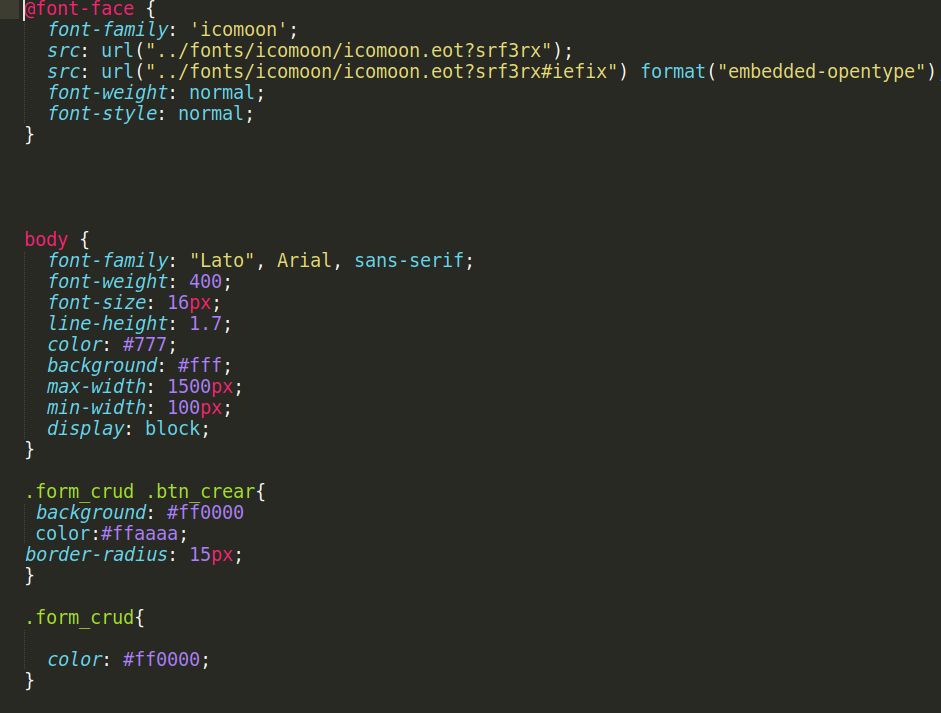 @font-face {
font-family: 'icomoon';
src: url("../fonts/icomoon/icomoon.eot?srf3rx");
src: url("../fonts/icomoon/icomoon.eot?srf3rx#iefix") format("embedded-opentype")
font-weight: normal;
font-style: normal;
}
body {
font-family: "Lato", Arial, sans-serif;
font-weight: 400;
font-size: 16px;
line-height: 1.7;
color: #777;
background: #fff;
max-width: 1500px;
min-width: 100px;
display: block;
}
.form_crud .btn_crear{
background: #ff0000
color:#ffaaaa;
border-radius: 15px;
}
.form_crud{
color: #ff0000;
}